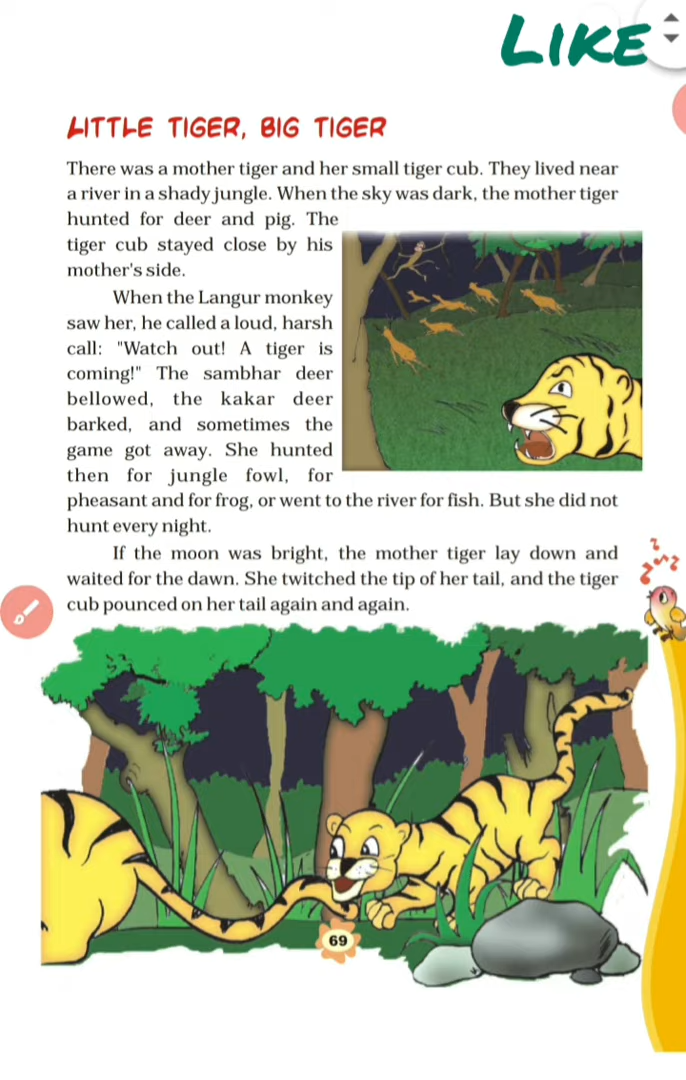 LIKE
LITTLE TIGER, BIG TIGER
There was a mother tiger and her small tiger cub. They lived near
a river in a shady jungle. When the sky was dark, the mother tiger
hunted for deer and pig. The
tiger cub stayed close by his
mother's side.
When the Langur monkey
saw her, he called a loud, harsh
call: "Watch out! A tiger is
coming!" The sambhar deer
bellowed, the kakar deer
barked, and sometimes the
game got away. She hunted
then for jungle fowl, for
pheasant and for frog, or went to the river for fish. But she did not
hunt every night.
If the moon was bright, the mother tiger lay down and
waited for the dawn. She twitched the tip of her tail, and the tiger
cub pounced on her tail again and again.
69